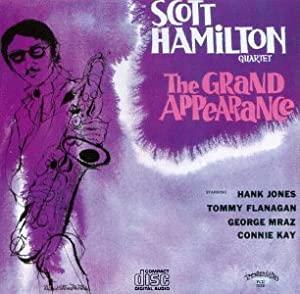 SCOTT
HAMILTON
QUARTET
The GRAND
APPEARANCE
STARRING
HANK JONES
TOMMY FLANAGAN
GEORGE MRAZ
CONNIE KAY
COMPACT
disc
DIGITAL AUDIO